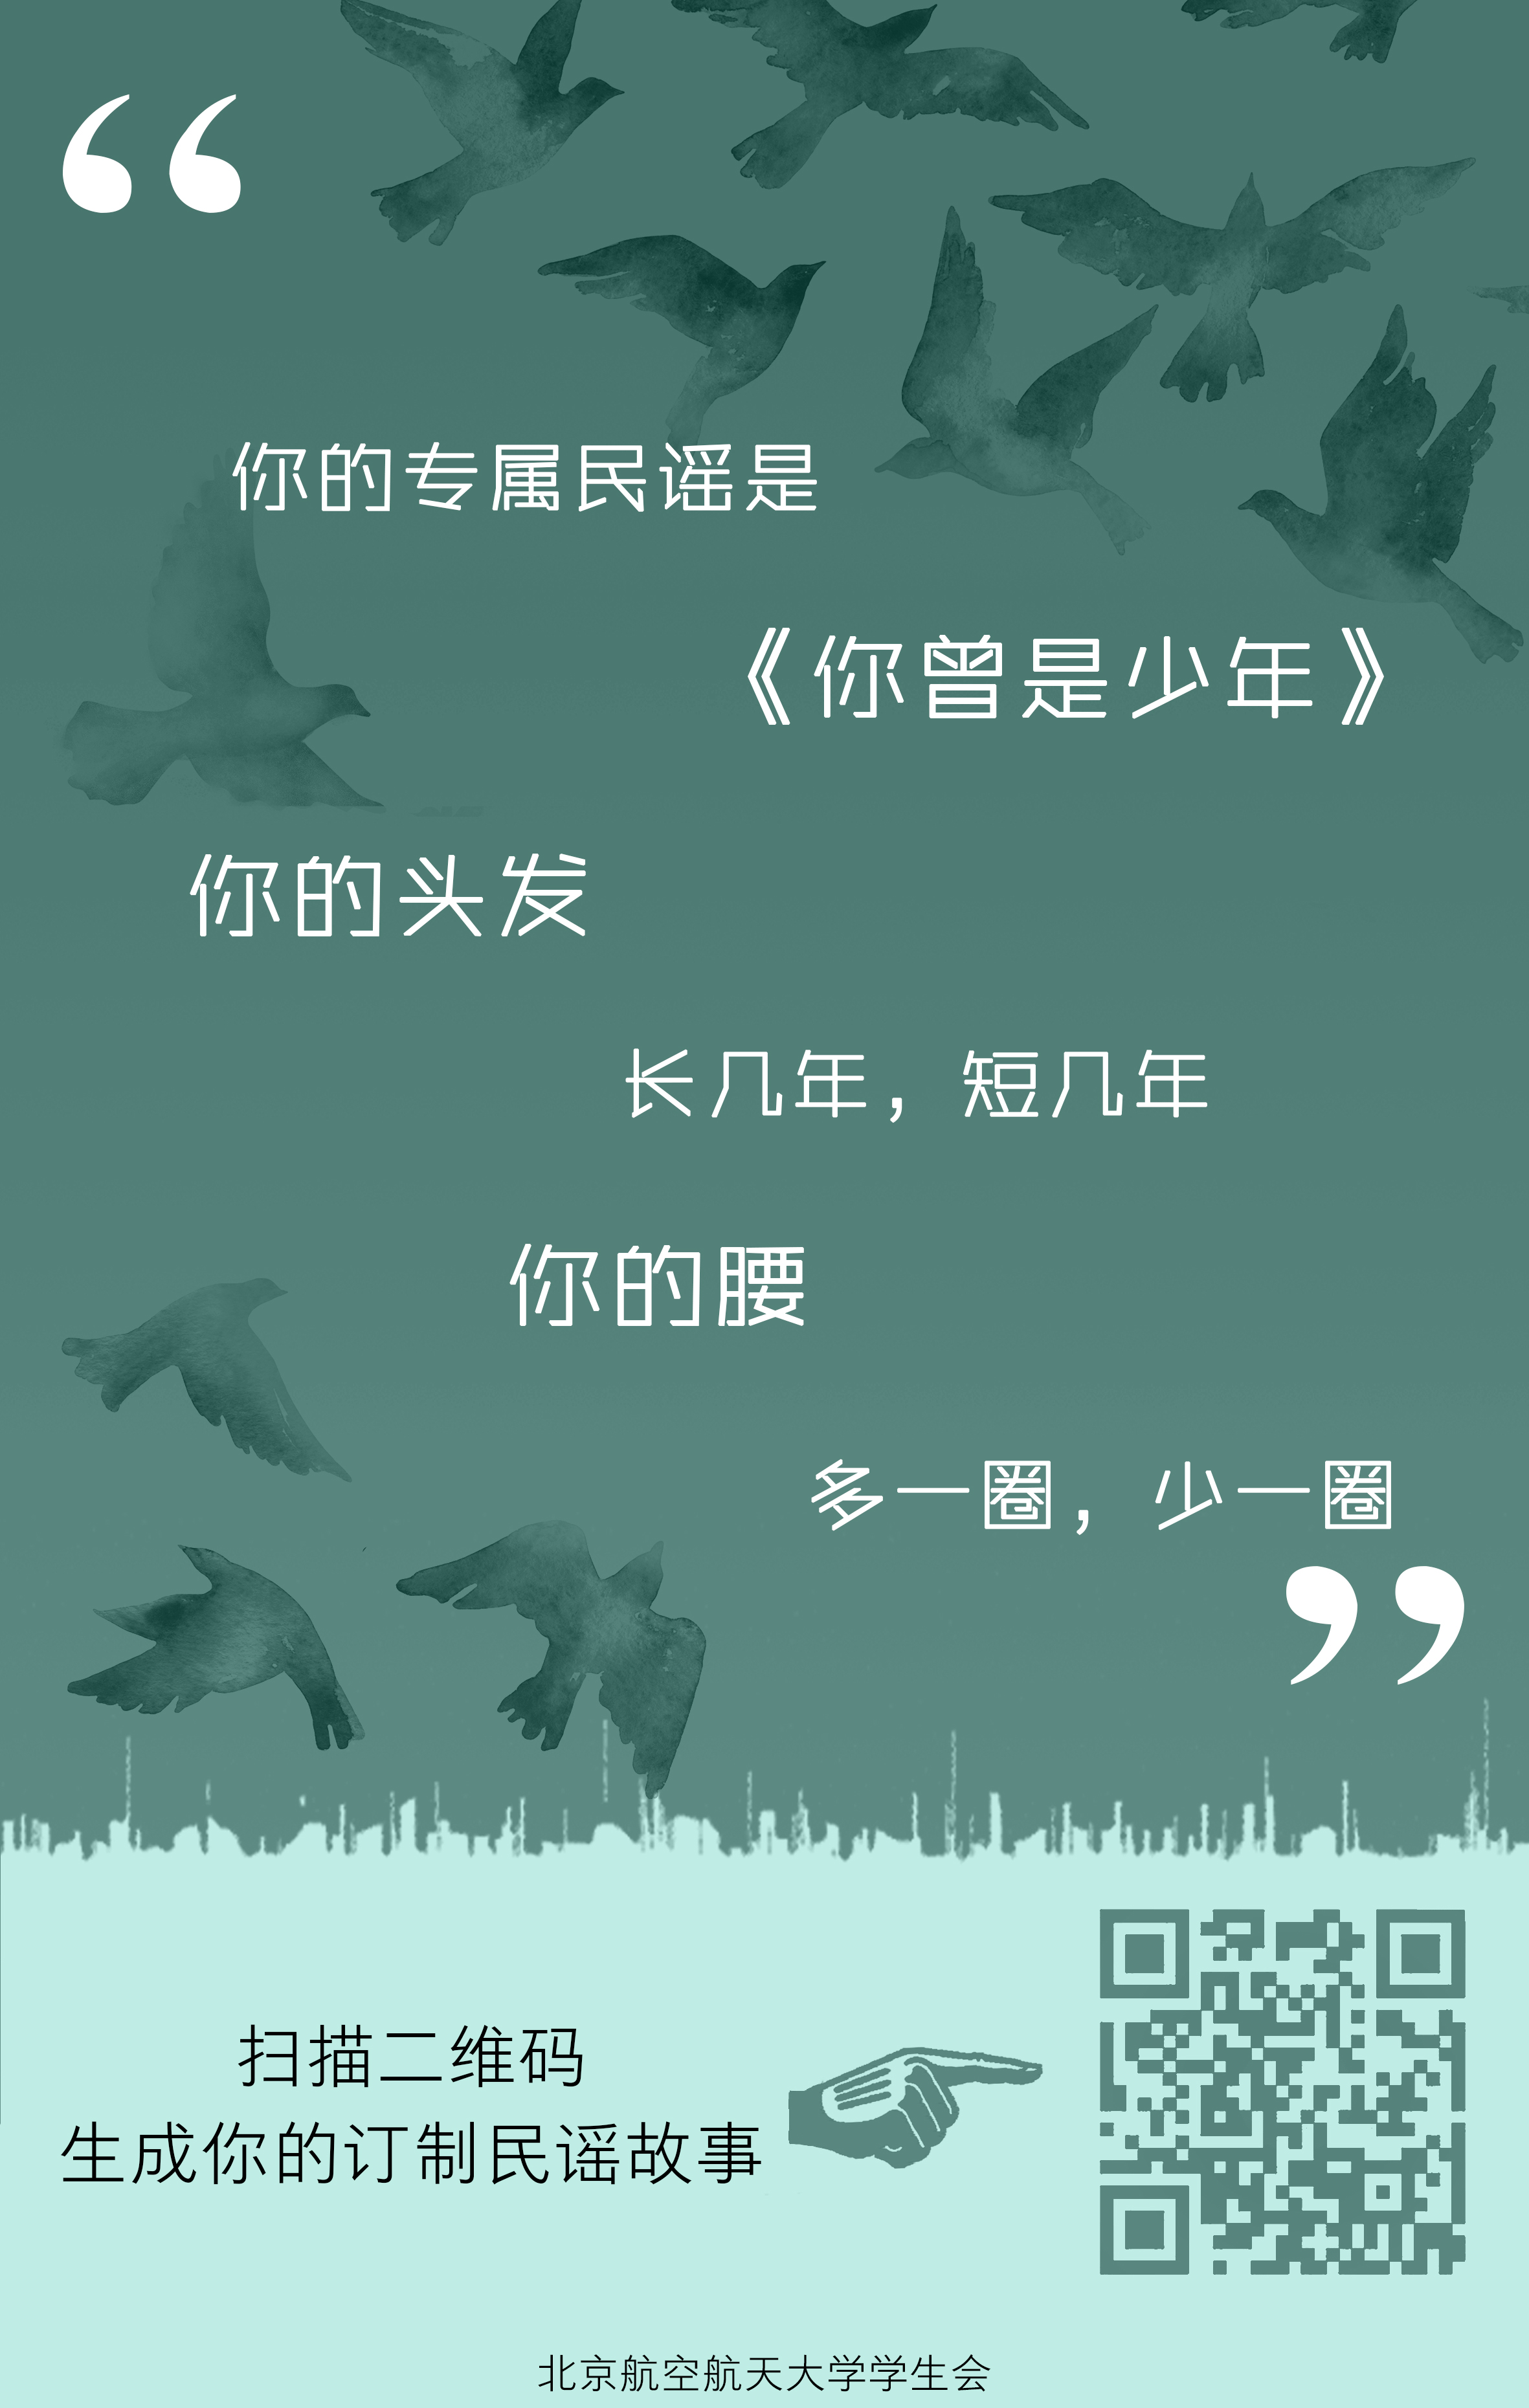 “
你的专属民谣是
《你曾是少年》
你的头发
长几年，短几年
你的腰
多一圈，少一圈
”
扫描二维码
生成你的订制民谣故事
北京航空航天大学学生会